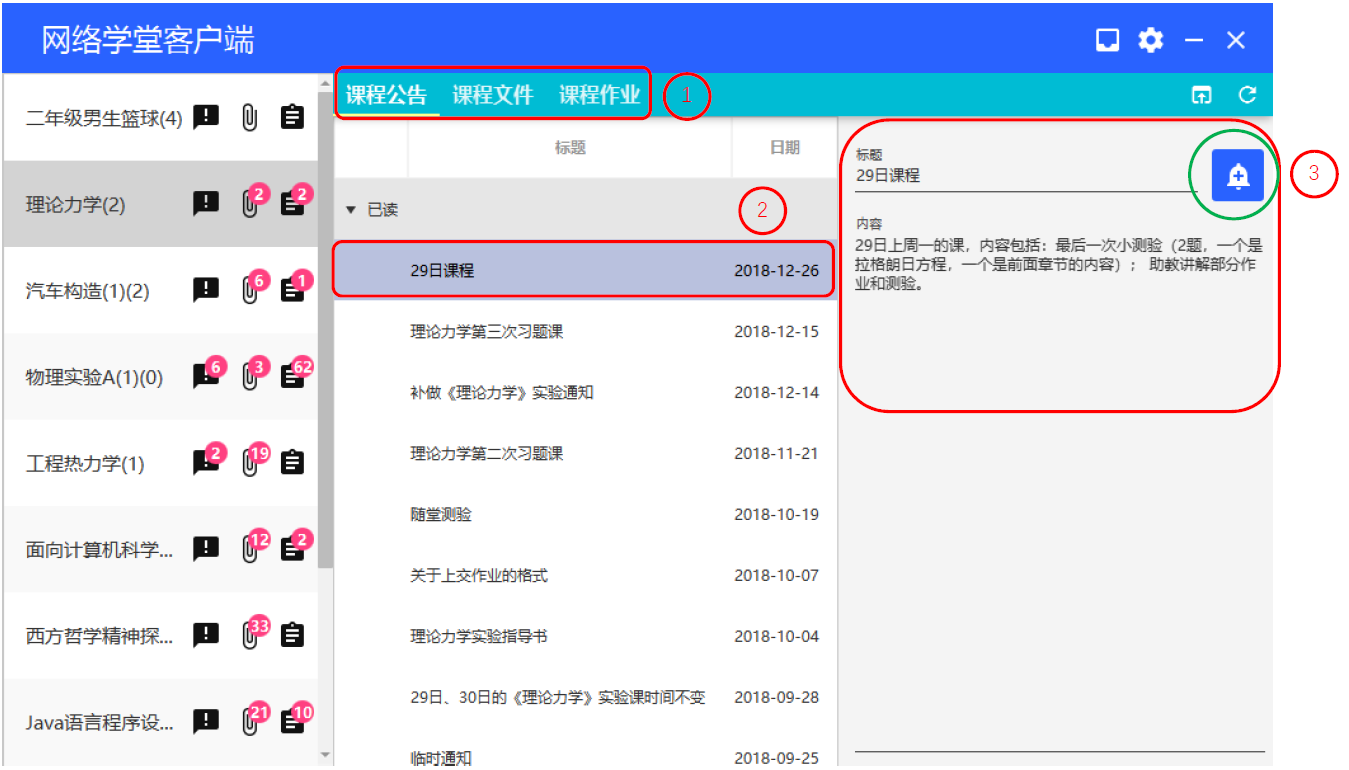 网络学堂客户端
二年级男生篮球(4)
理论力学(2)
2
2
汽车构造(1)(2)
6
1
物理实验A(1)(0)
6
3
62
工程热力学(1)
2
19
面向计算机科学...
12
2
西方哲学精神探...
33
Java语言程序设...
21
10
课程公告 课程文件 课程作业
1
标题 日期
已读
2
29日课程 2018-12-26
理论力学第三次习题课 2018-12-15
补做《理论力学》实验通知 2018-12-14
理论力学第二次习题课 2018-11-21
随堂测验 2018-10-19
关于上交作业的格式 2018-10-07
理论力学实验指导书 2018-10-04
29日、30日的《理论力学》实验课时间不变 2018-09-28
临时通知 2018-09-25
标题
29日课程
3
内容
29日上周一的课，内容包括：最后一次小测验（2题，一个是
拉格朗日方程，一个是前面章节的内容）； 助教讲解部分作
业和测验。